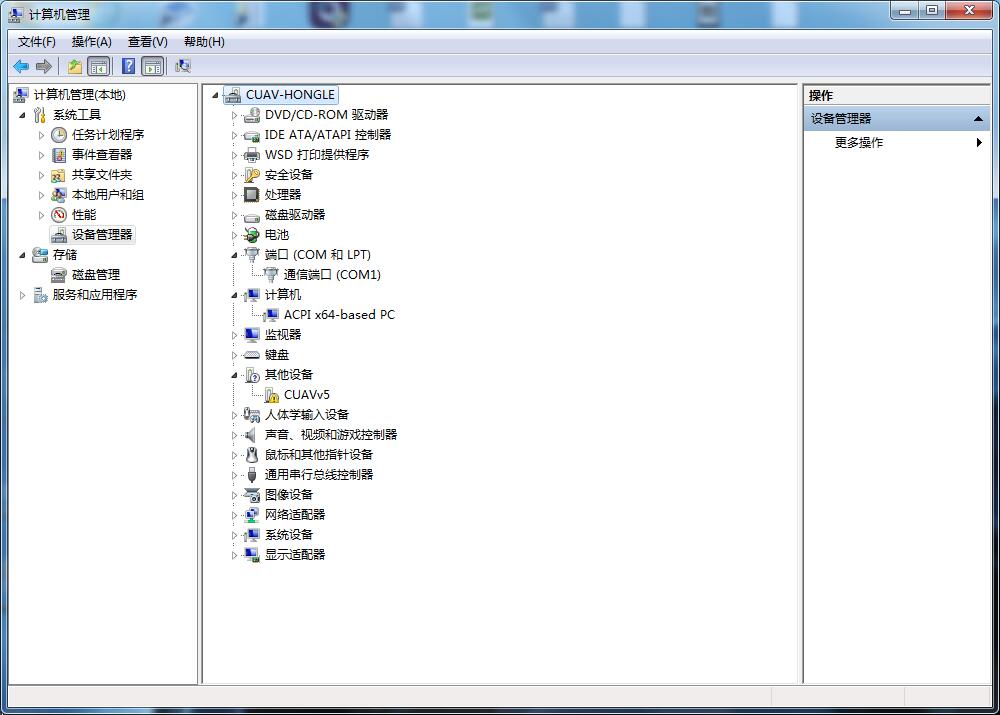 计算机管理
文件(F) 操作(A) 查看(V) 帮助(H)
计算机管理(本地)
系统工具
任务计划程序
事件查看器
共享文件夹
本地用户和组
性能
设备管理器
存储
磁盘管理
服务和应用程序
CUAV-HONGLE
DVD/CD-ROM 驱动器
IDE ATA/ATAPI 控制器
WSD 打印提供程序
安全设备
处理器
磁盘驱动器
电池
端口 (COM 和 LPT)
通信端口 (COM1)
计算机
ACPI x64-based PC
监视器
键盘
其他设备
CUAVv5
人体学输入设备
声音、视频和游戏控制器
鼠标和其他指针设备
通用串行总线控制器
图像设备
网络适配器
系统设备
显示适配器
操作
设备管理器
更多操作